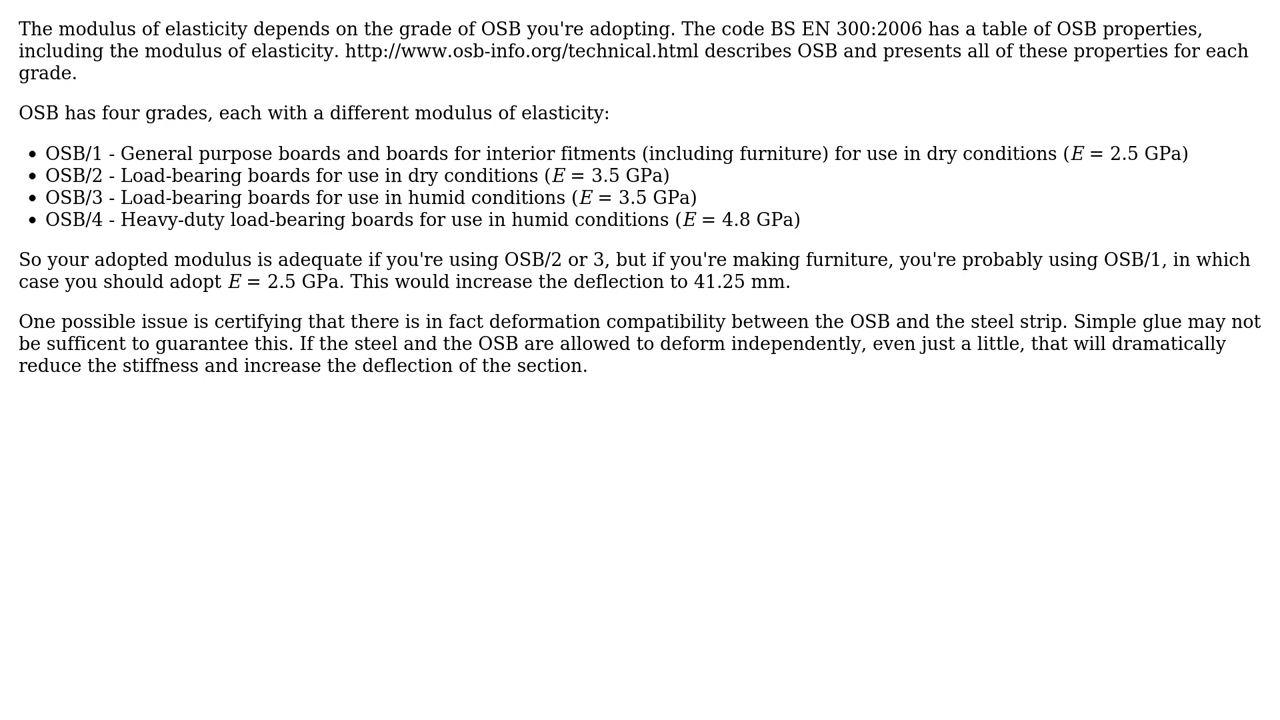 The modulus of elasticity depends on the grade of OSB you're adopting. The code BS EN 300:2006 has a table of OSB properties,
including the modulus of elasticity. http://www.osb-info.org/technical.html describes OSB and presents all of these properties for each
grade.
OSB has four grades, each with a different modulus of elasticity:
• OSB/1 - General purpose boards and boards for interior fitments (including furniture) for use in dry conditions (E = 2.5 GPa)
• OSB/2 - Load-bearing boards for use in dry conditions (E = 3.5 GPa)
• OSB/3 - Load-bearing boards for use in humid conditions (E = 3.5 GPa)
• OSB/4 - Heavy-duty load-bearing boards for use in humid conditions (E = 4.8 GPa)
So your adopted modulus is adequate if you're using OSB/2 or 3, but if you're making furniture, you're probably using OSB/1, in which
case you should adopt E = 2.5 GPa. This would increase the deflection to 41.25 mm.
One possible issue is certifying that there is in fact deformation compatibility between the OSB and the steel strip. Simple glue may not
be sufficent to guarantee this. If the steel and the OSB are allowed to deform independently, even just a little, that will dramatically
reduce the stiffness and increase the deflection of the section.